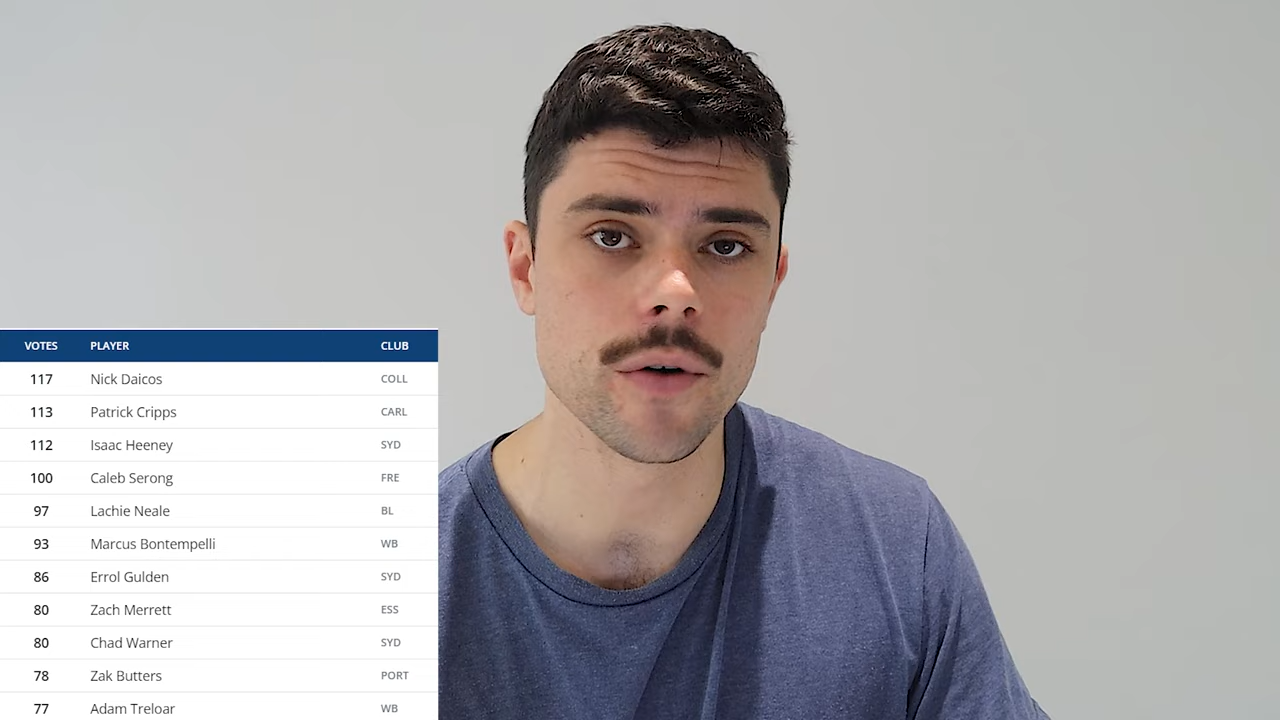 VOTES PLAYER CLUB
117 Nick Daicos COLL
113 Patrick Cripps CARL
112 Isaac Heeney SYD
100 Caleb Serong FRE
97 Lachie Neale BL
93 Marcus Bontempelli WB
86 Errol Gulden SYD
80 Zach Merrett ESS
80 Chad Warner SYD
78 Zak Butters PORT
77 Adam Treloar WB